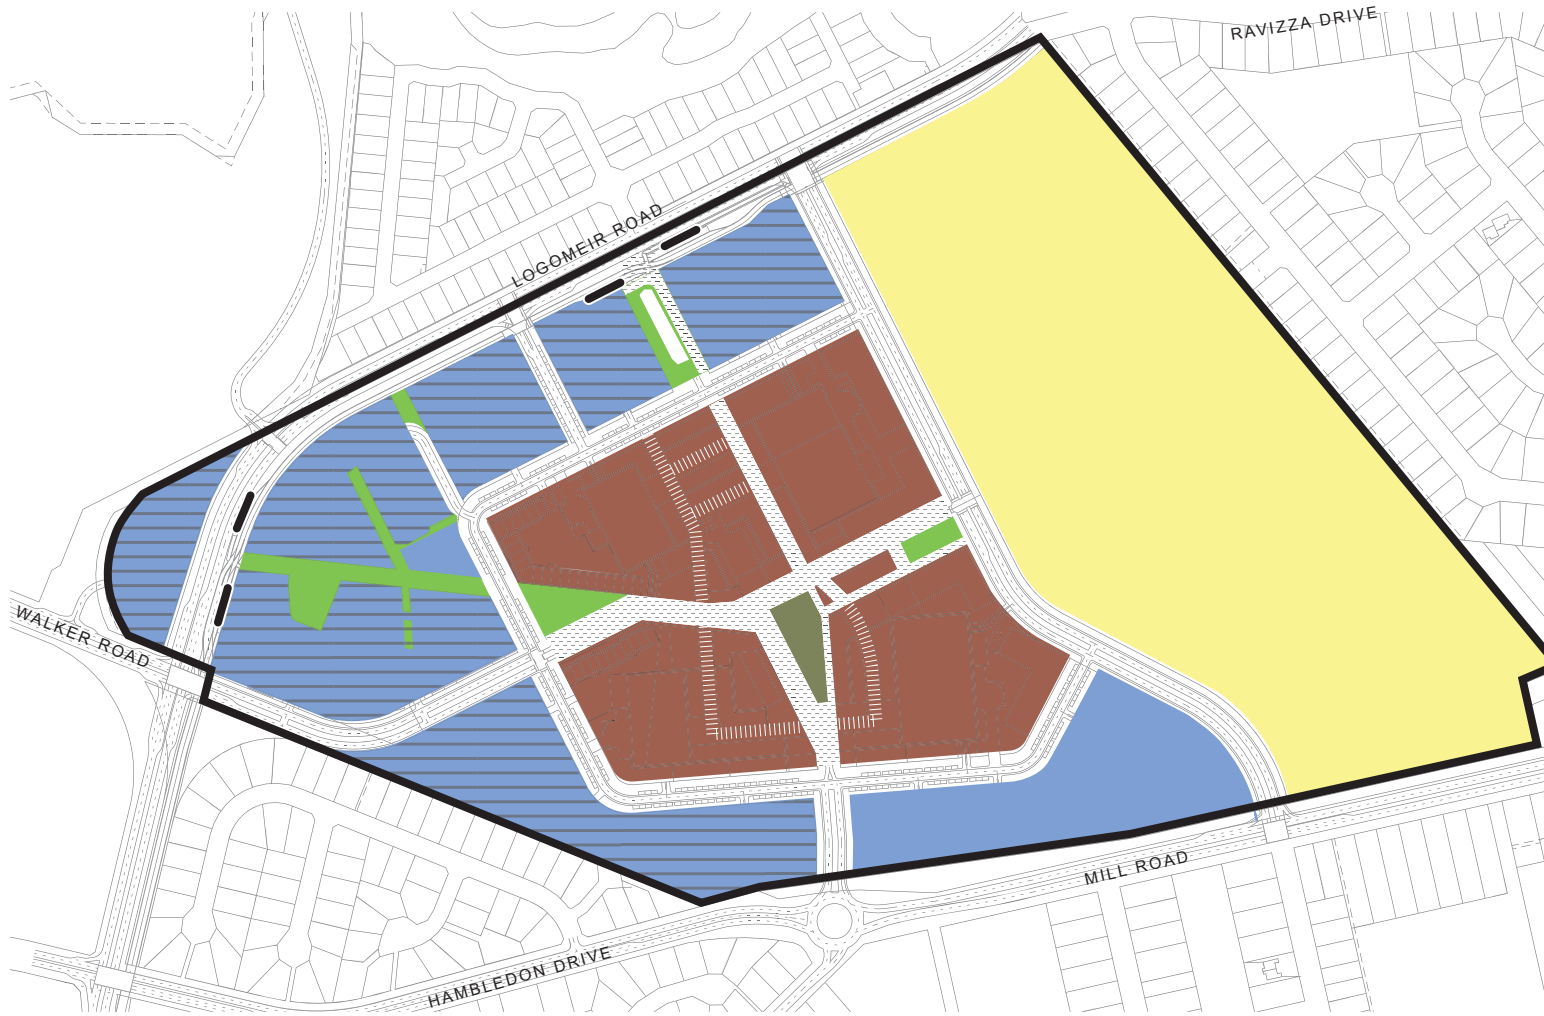 RAVIZZA DRIVE
LOGOMEIR ROAD
WALKER ROAD
MILL ROAD
HAMBLEDON DRIVE